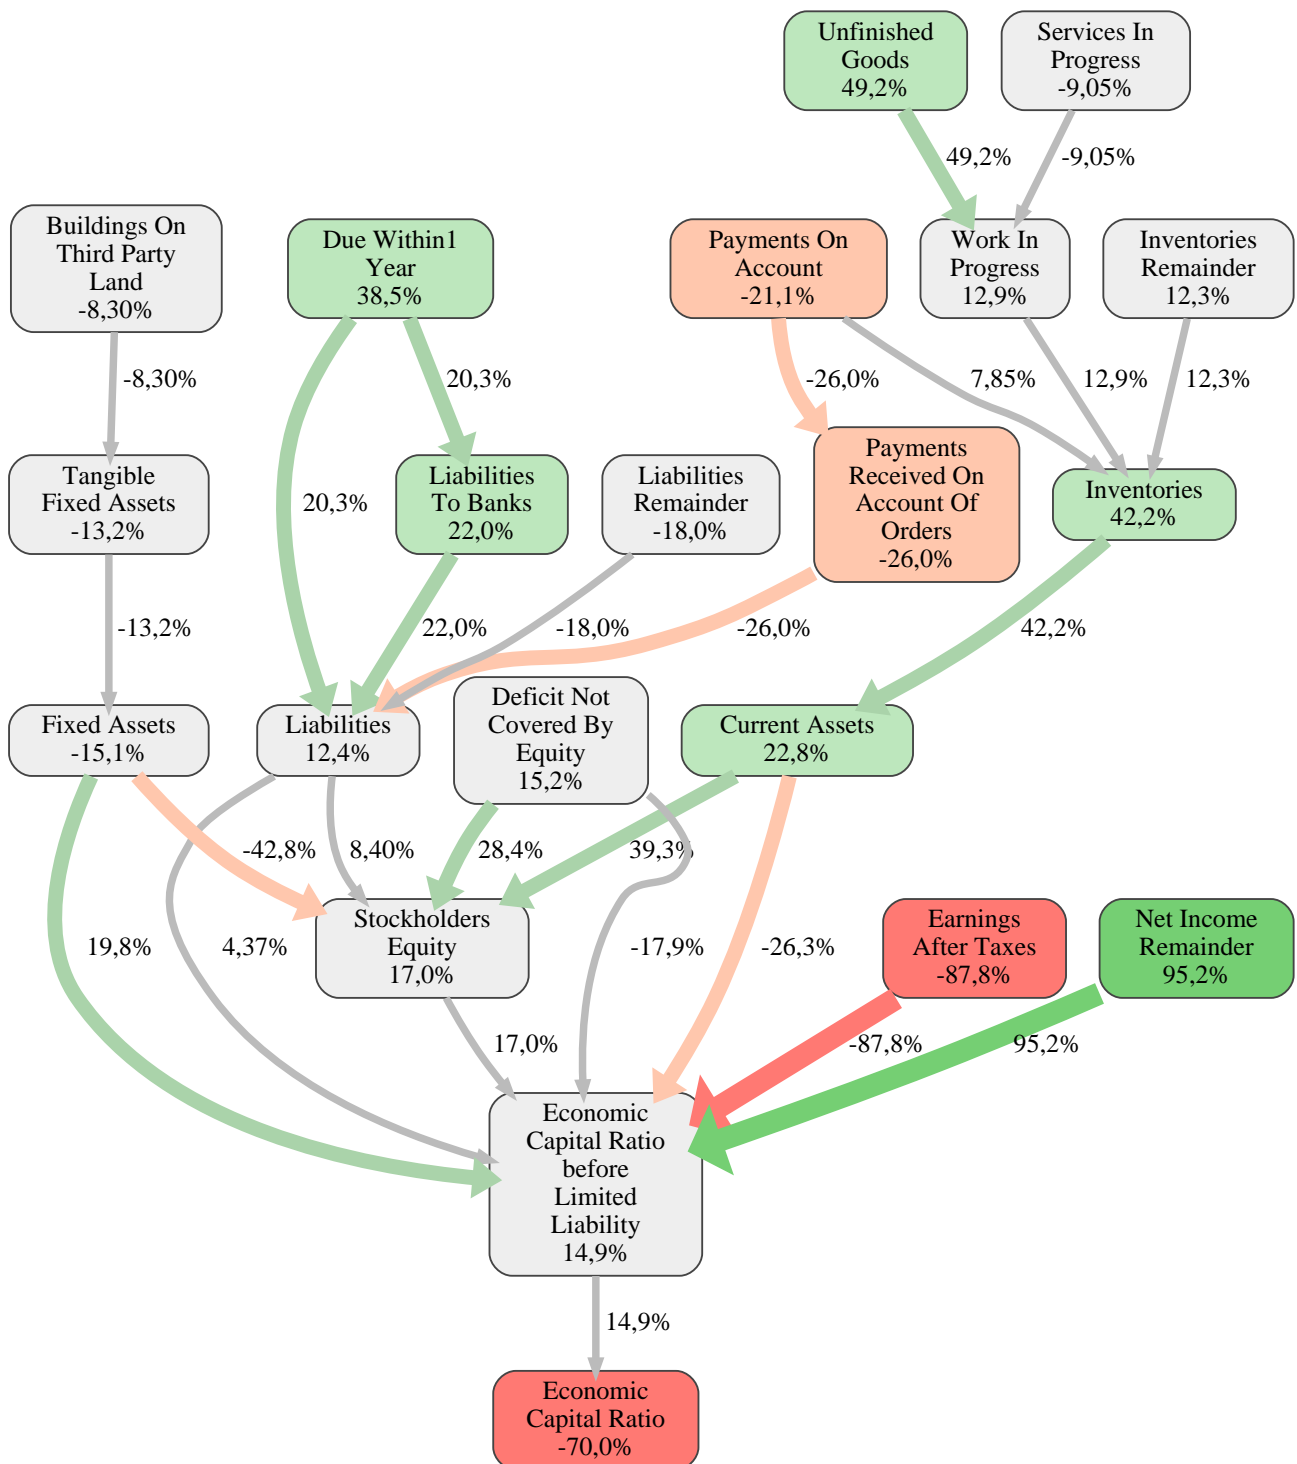 Unfinished
Goods
49,2%
Services In
Progress
-9,05%
49,2%
-9,05%
Buildings On
Third Party
Land
-8,30%
Due Within1
Year
38,5%
Payments On
Account
-21,1%
Work In
Progress
12,9%
Inventories
Remainder
12,3%
-8,30%
20,3%
-26,0%
7,85%
12,9%
12,3%
Tangible
Fixed Assets
-13,2%
20,3%
Liabilities
To Banks
22,0%
Liabilities
Remainder
-18,0%
Payments
Received On
Account Of
Orders
-26,0%
Inventories
42,2%
-13,2%
22,0%
-18,0%
-26,0%
42,2%
Fixed Assets
-15,1%
Liabilities
12,4%
Deficit Not
Covered By
Equity
15,2%
Current Assets
22,8%
-42,8%
8,40%
28,4%
39,3%
19,8%
4,37%
Stockholders
Equity
17,0%
-17,9%
-26,3%
Earnings
After Taxes
-87,8%
Net Income
Remainder
95,2%
17,0%
-87,8%
95,2%
Economic
Capital Ratio
before
Limited
Liability
14,9%
14,9%
Economic
Capital Ratio
-70,0%